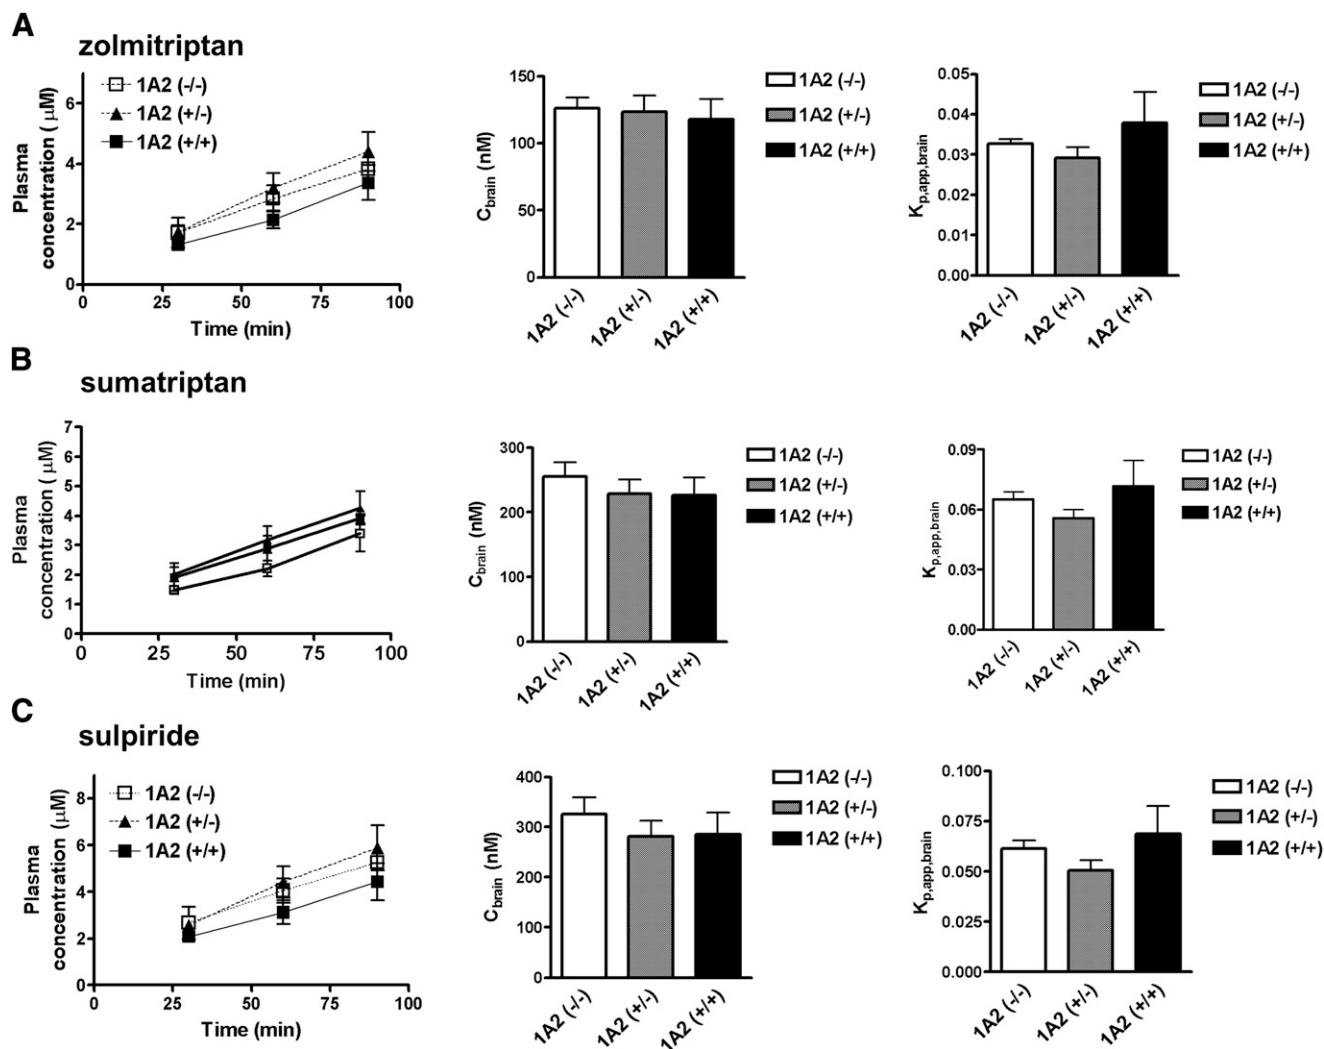 A
zolmitriptan
1A2 (-/-)
1A2 (+/-)
1A2 (+/+)
Plasma
concentration ( μM)
6
4
2
0
0 25 50 75 100
Time (min)
150
100
50
0
Cbrain (nM)
1A2 (-/-)
1A2 (+/-)
1A2 (+/+)
1A2 (-/-)
1A2 (+/-)
1A2 (+/+)
0.05
0.04
0.03
0.02
0.01
0.00
Kp,app,brain
1A2 (-/-)
1A2 (+/-)
1A2 (+/+)
1A2 (-/-)
1A2 (+/-)
1A2 (+/+)
B
sumatriptan
Plasma
concentration ( μM)
7
6
5
4
3
2
1
0
0 25 50 75 100
Time (min)
300
200
100
0
Cbrain (nM)
1A2 (-/-)
1A2 (+/-)
1A2 (+/+)
1A2 (-/-)
1A2 (+/-)
1A2 (+/+)
0.09
0.06
0.03
0.00
Kp,app,brain
1A2 (-/-)
1A2 (+/-)
1A2 (+/+)
1A2 (-/-)
1A2 (+/-)
1A2 (+/+)
C
sulpiride
1A2 (-/-)
1A2 (+/-)
1A2 (+/+)
Plasma
concentration (μM)
8
6
4
2
0
0 25 50 75 100
Time (min)
400
300
200
100
0
Cbrain (nM)
1A2 (-/-)
1A2 (+/-)
1A2 (+/+)
1A2 (-/-)
1A2 (+/-)
1A2 (+/+)
0.100
0.075
0.050
0.025
0.000
Kp,app,brain
1A2 (-/-)
1A2 (+/-)
1A2 (+/+)
1A2 (-/-)
1A2 (+/-)
1A2 (+/+)